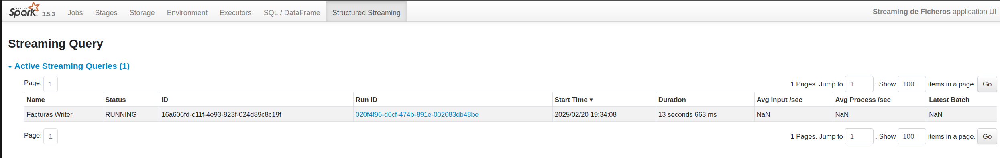 APACHE Spark 3.5.3 Jobs Stages Storage Environment Executors SQL / DataFrame Structured Streaming Streaming de Ficheros application UI
Streaming Query
Active Streaming Queries (1)
Page: 1 1 Pages. Jump to 1 . Show 100 items in a page. Go
Name Status ID Run ID Start Time ▾ Duration Avg Input /sec Avg Process /sec Latest Batch
Facturas Writer RUNNING 16a606fd-c11f-4e93-823f-024d89c8c19f 020f4f96-d6cf-474b-891e-002083db48be 2025/02/20 19:34:08 13 seconds 663 ms NaN NaN NaN
Page: 1 1 Pages. Jump to 1 . Show 100 items in a page. Go